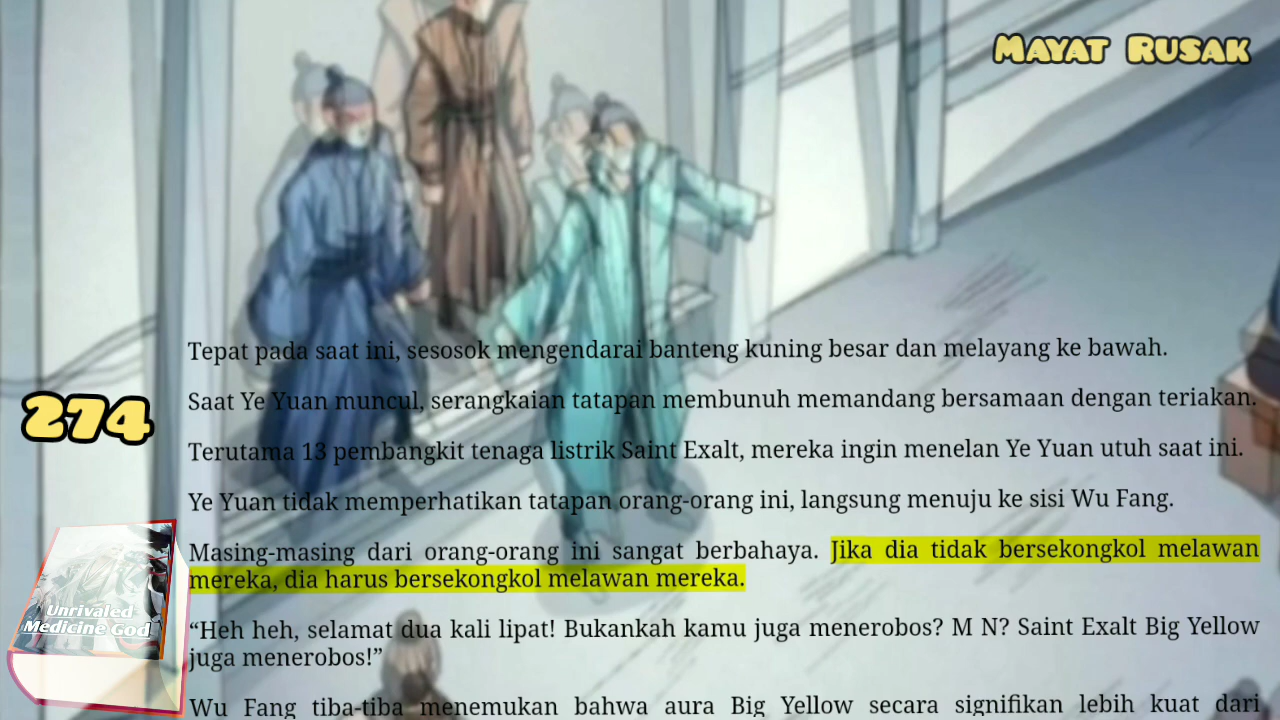 Mayat Rusak
Tepat pada saat ini, sesosok mengendarai banteng kuning besar dan melayang ke bawah.
Saat Ye Yuan muncul, serangkaian tatapan membunuh memandang bersamaan dengan teriakan.
274
Terutama 13 pembangkit tenaga listrik Saint Exalt, mereka ingin menelan Ye Yuan utuh saat ini.
Ye Yuan tidak memperhatikan tatapan orang-orang ini, langsung menuju ke sisi Wu Fang.
Masing-masing dari orang-orang ini sangat berbahaya. Jika dia tidak bersekongkol melawan
mereka, dia harus bersekongkol melawan mereka.
Unrivaled
Medicine God
“Heh heh, selamat dua kali lipat! Bukankah kamu juga menerobos? M N? Saint Exalt Big Yellow
juga menerobos!”
Wu Fang tiba-tiba menemukan bahwa aura Big Yellow secara signifikan lebih kuat dari